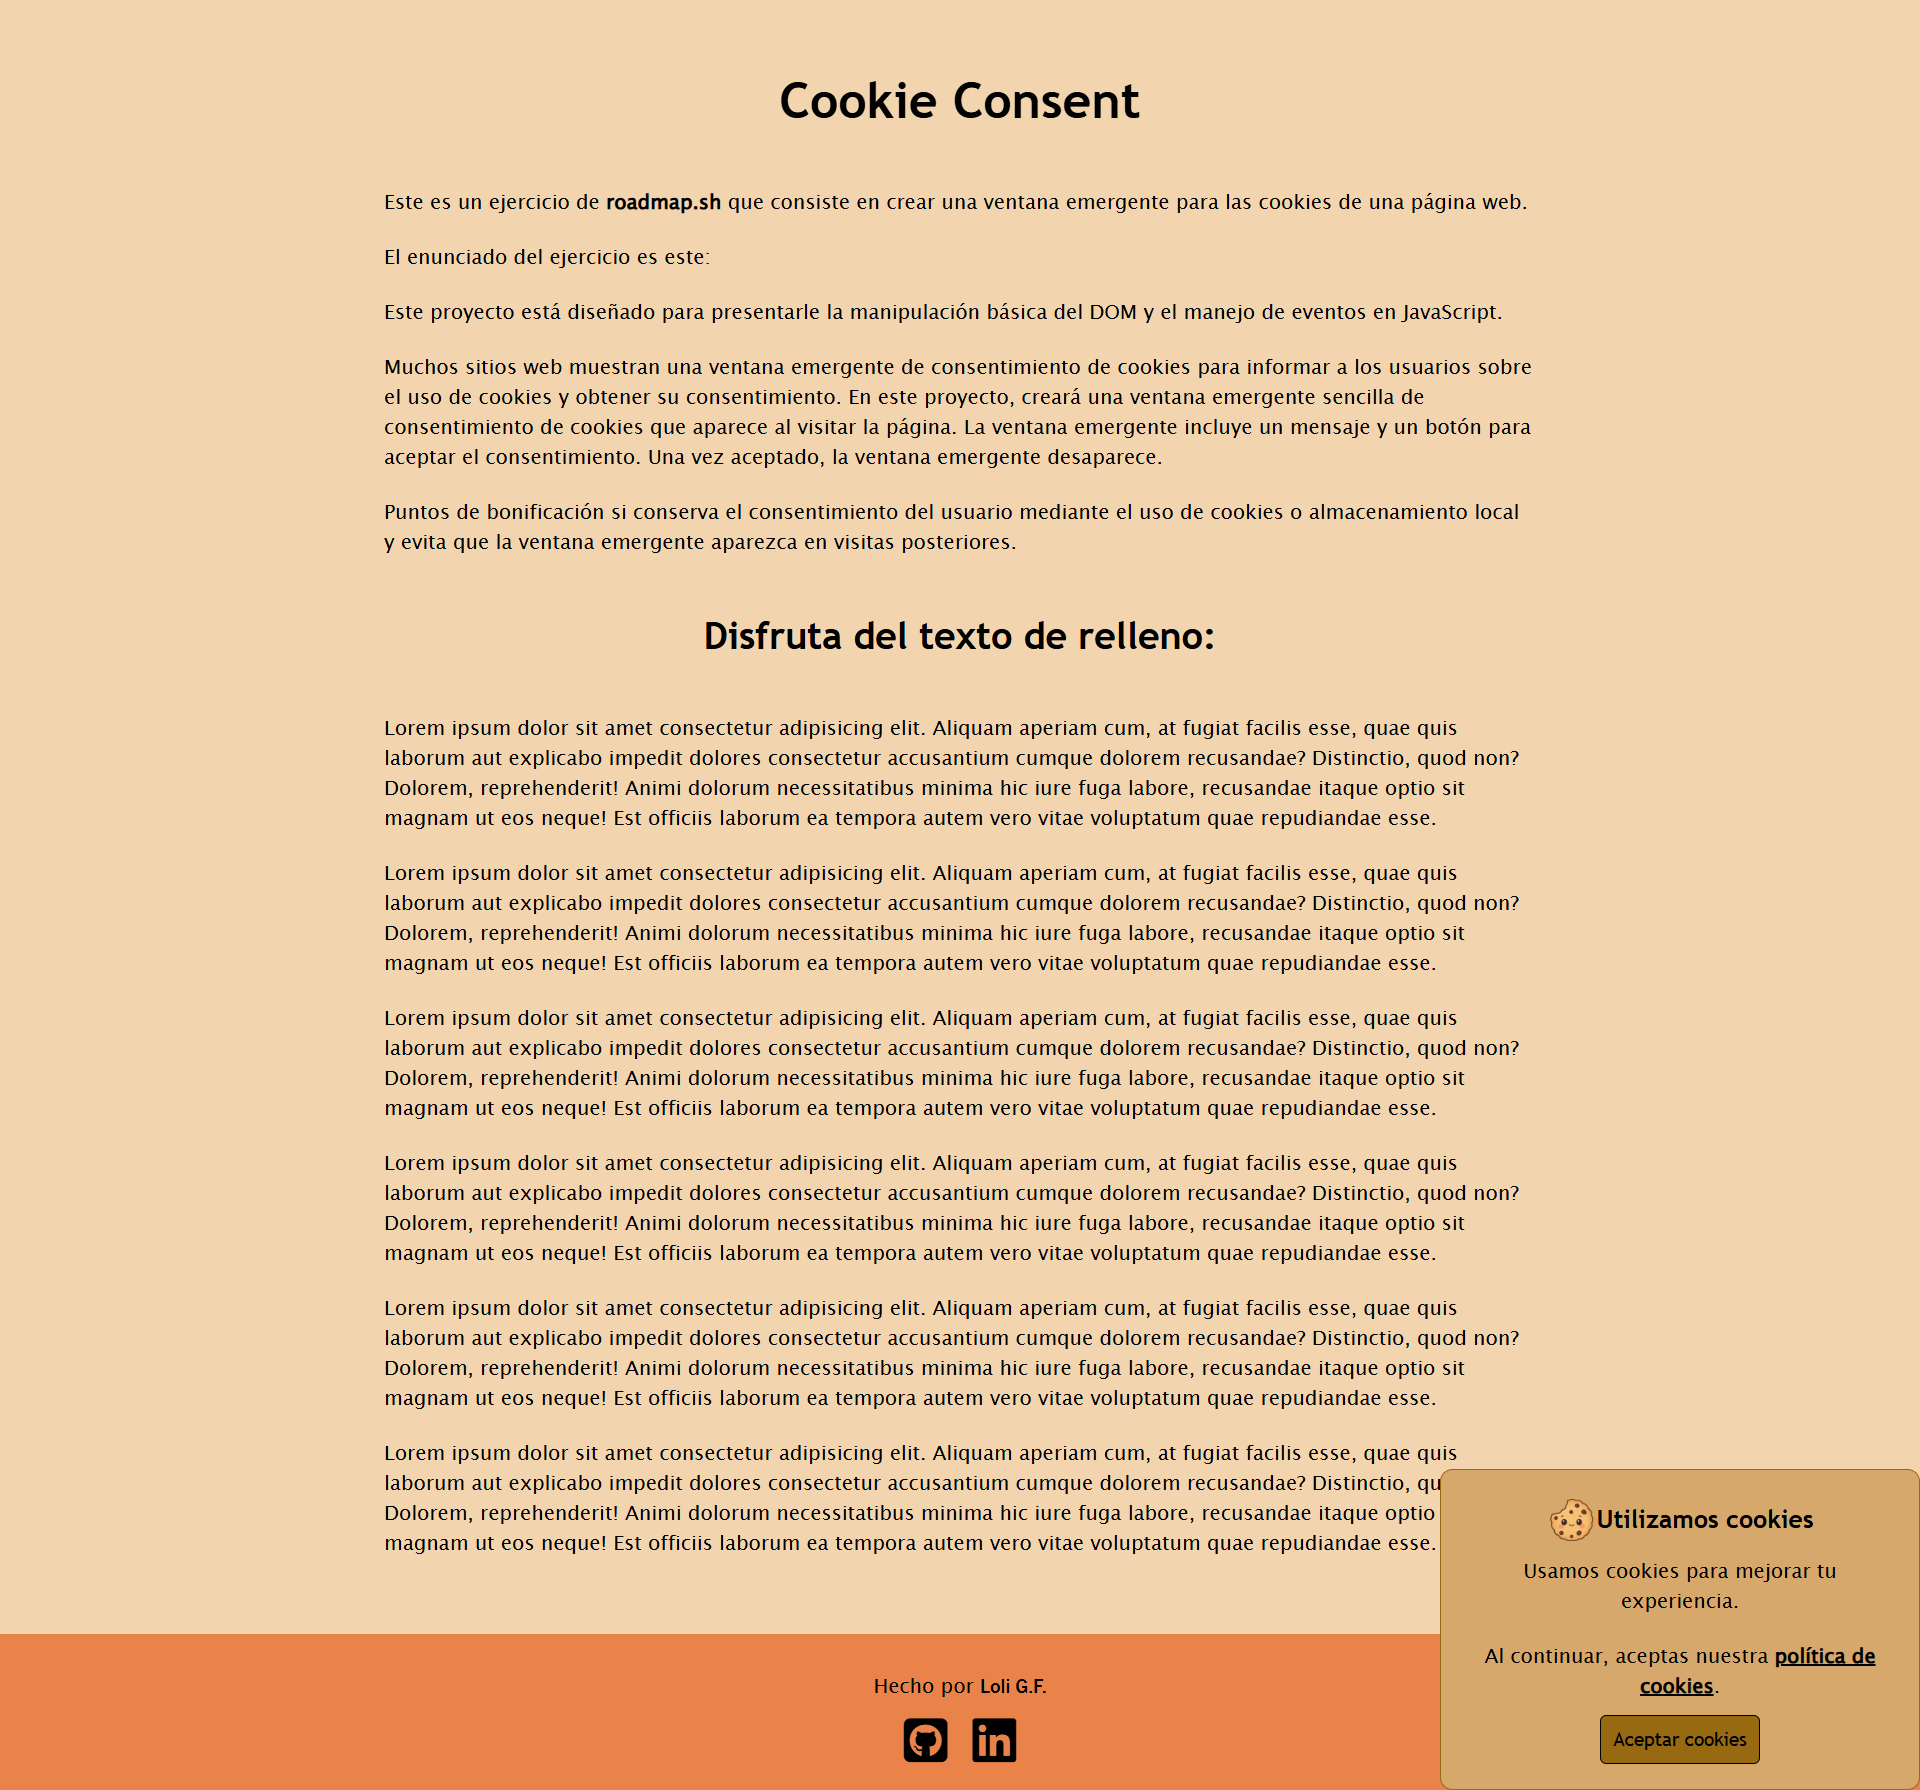 Cookie Consent
Este es un ejercicio de roadmap.sh que consiste en crear una ventana emergente para las cookies de una página web.
El enunciado del ejercicio es este:
Este proyecto está diseñado para presentarle la manipulación básica del DOM y el manejo de eventos en JavaScript.
Muchos sitios web muestran una ventana emergente de consentimiento de cookies para informar a los usuarios sobre
el uso de cookies y obtener su consentimiento. En este proyecto, creará una ventana emergente sencilla de
consentimiento de cookies que aparece al visitar la página. La ventana emergente incluye un mensaje y un botón para
aceptar el consentimiento. Una vez aceptado, la ventana emergente desaparece.
Puntos de bonificación si conserva el consentimiento del usuario mediante el uso de cookies o almacenamiento local
y evita que la ventana emergente aparezca en visitas posteriores.
Disfruta del texto de relleno:
Lorem ipsum dolor sit amet consectetur adipisicing elit. Aliquam aperiam cum, at fugiat facilis esse, quae quis
laborum aut explicabo impedit dolores consectetur accusantium cumque dolorem recusandae? Distinctio, quod non?
Dolorem, reprehenderit! Animi dolorum necessitatibus minima hic iure fuga labore, recusandae itaque optio sit
magnam ut eos neque! Est officiis laborum ea tempora autem vero vitae voluptatum quae repudiandae esse.
Lorem ipsum dolor sit amet consectetur adipisicing elit. Aliquam aperiam cum, at fugiat facilis esse, quae quis
laborum aut explicabo impedit dolores consectetur accusantium cumque dolorem recusandae? Distinctio, quod non?
Dolorem, reprehenderit! Animi dolorum necessitatibus minima hic iure fuga labore, recusandae itaque optio sit
magnam ut eos neque! Est officiis laborum ea tempora autem vero vitae voluptatum quae repudiandae esse.
Lorem ipsum dolor sit amet consectetur adipisicing elit. Aliquam aperiam cum, at fugiat facilis esse, quae quis
laborum aut explicabo impedit dolores consectetur accusantium cumque dolorem recusandae? Distinctio, quod non?
Dolorem, reprehenderit! Animi dolorum necessitatibus minima hic iure fuga labore, recusandae itaque optio sit
magnam ut eos neque! Est officiis laborum ea tempora autem vero vitae voluptatum quae repudiandae esse.
Lorem ipsum dolor sit amet consectetur adipisicing elit. Aliquam aperiam cum, at fugiat facilis esse, quae quis
laborum aut explicabo impedit dolores consectetur accusantium cumque dolorem recusandae? Distinctio, quod non?
Dolorem, reprehenderit! Animi dolorum necessitatibus minima hic iure fuga labore, recusandae itaque optio sit
magnam ut eos neque! Est officiis laborum ea tempora autem vero vitae voluptatum quae repudiandae esse.
Lorem ipsum dolor sit amet consectetur adipisicing elit. Aliquam aperiam cum, at fugiat facilis esse, quae quis
laborum aut explicabo impedit dolores consectetur accusantium cumque dolorem recusandae? Distinctio, quod non?
Dolorem, reprehenderit! Animi dolorum necessitatibus minima hic iure fuga labore, recusandae itaque optio sit
magnam ut eos neque! Est officiis laborum ea tempora autem vero vitae voluptatum quae repudiandae esse.
Lorem ipsum dolor sit amet consectetur adipisicing elit. Aliquam aperiam cum, at fugiat facilis esse, quae quis
laborum aut explicabo impedit dolores consectetur accusantium cumque dolorem recusandae? Distinctio,
Dolorem, reprehenderit! Animi dolorum necessitatibus minima hic iure fuga labore, recusandae itaque optio
magnam ut eos neque! Est officiis laborum ea tempora autem vero vitae voluptatum quae repudiandae esse.
Utilizamos cookies
Usamos cookies para mejorar tu
experiencia.
Al continuar, aceptas nuestra política de
cookies.
Aceptar cookies
Hecho por Loli G.F.
in